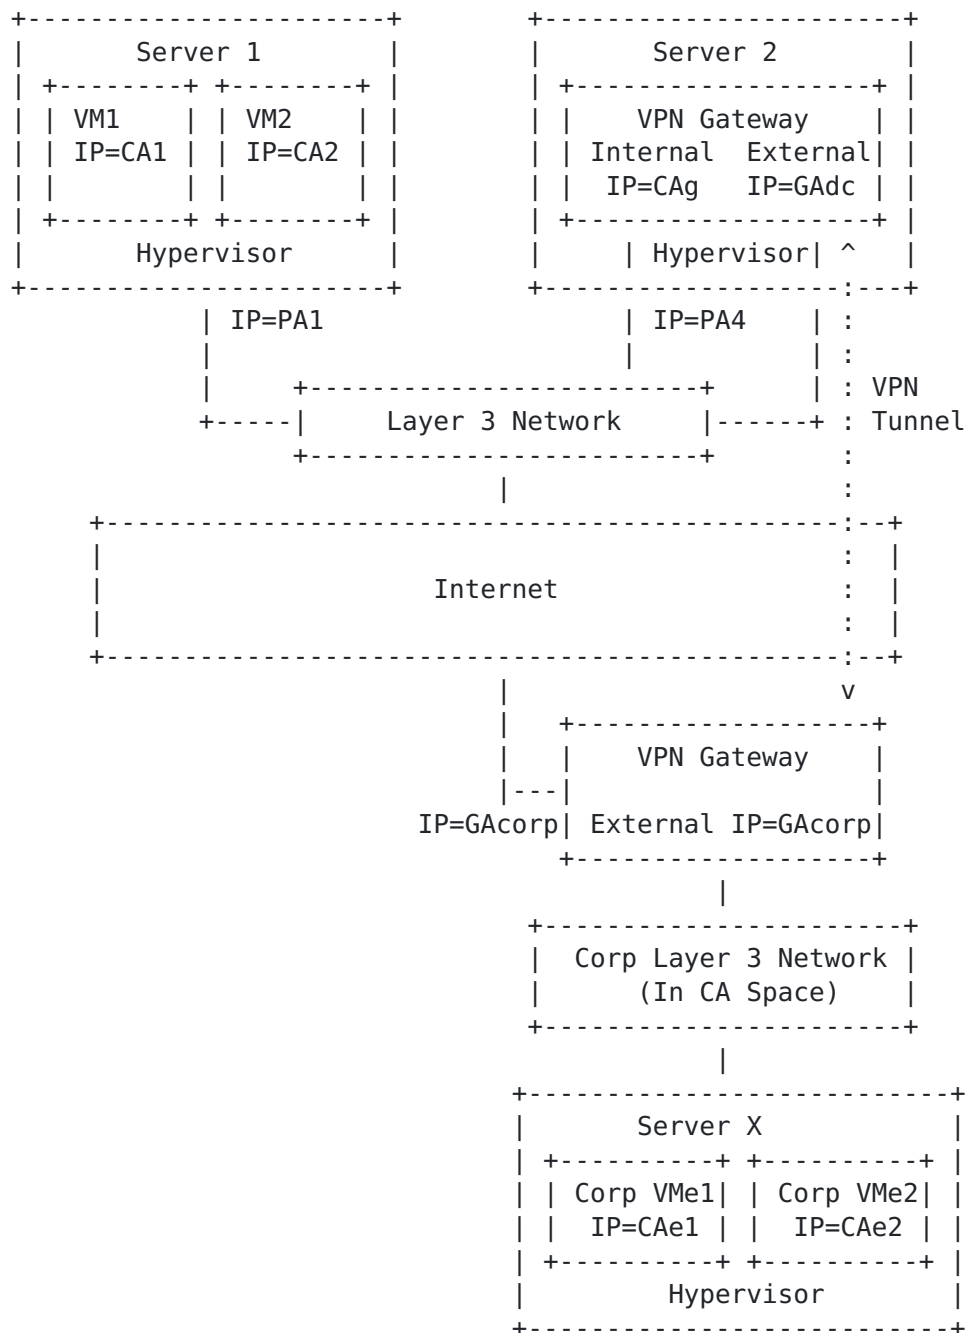 Server 1 Server 2
VM1 VM2 VPN Gateway
IP=CA1 IP=CA2 Internal External
IP=CAg IP=GAdc
Hypervisor Hypervisor
IP=PA1 IP=PA4
VPN
Layer 3 Network Tunnel
Internet
VPN Gateway
IP=GAcorp External IP=GAcorp
Corp Layer 3 Network
(In CA Space)
Server X
Corp VMe1 Corp VMe2
IP=CAe1 IP=CAe2
Hypervisor